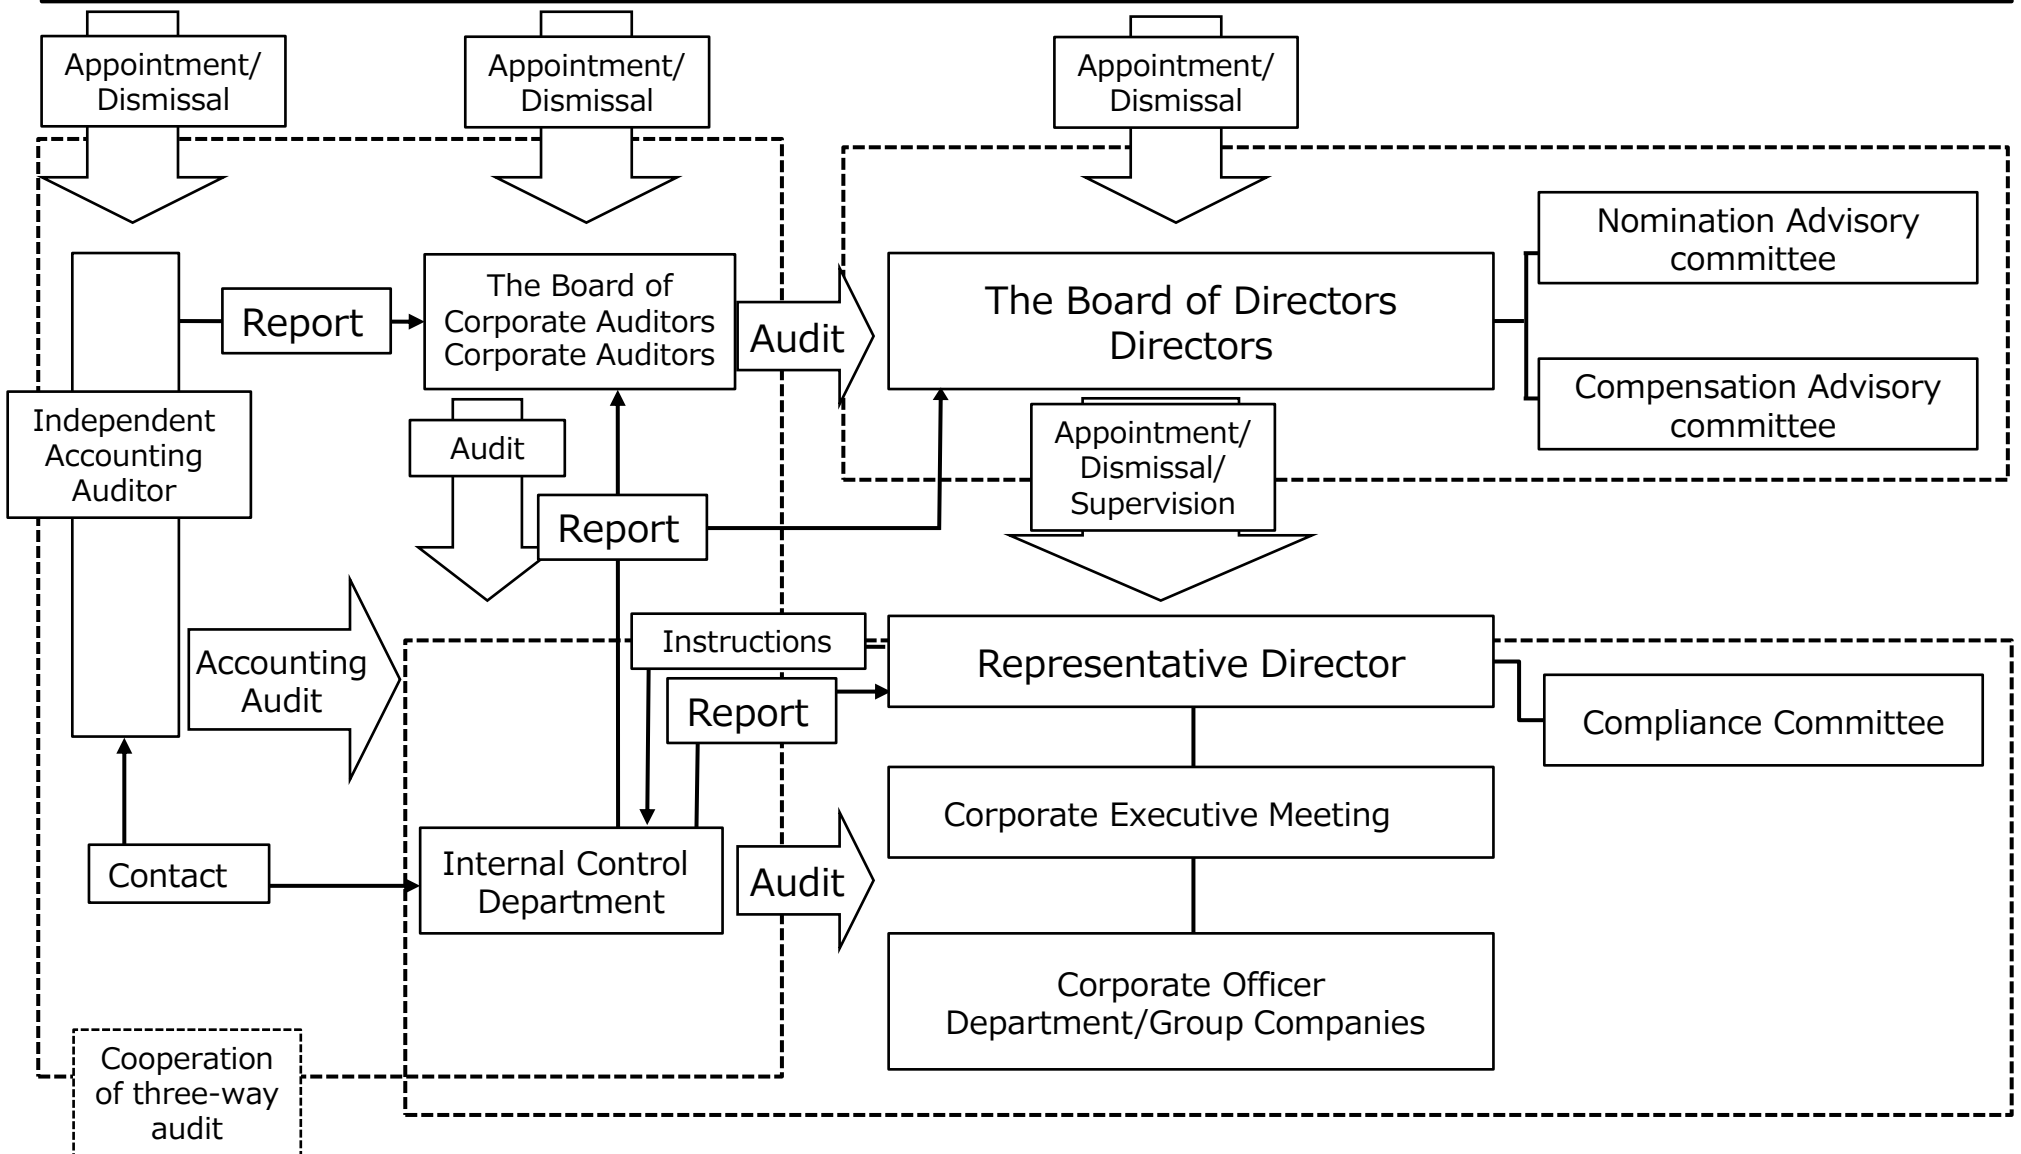 Appointment/
Dismissal
Appointment/
Dismissal
Appointment/
Dismissal
Nomination Advisory
committee
The Board of
Corporate Auditors
Corporate Auditors
Report
Audit
The Board of Directors
Directors
Compensation Advisory
committee
Independent
Accounting
Auditor
Audit
Appointment/
Dismissal/
Supervision
Report
Instructions
Representative Director
Accounting
Audit
Report
Compliance Committee
Corporate Executive Meeting
Contact
Internal Control
Department
Audit
Corporate Officer
Department/Group Companies
Cooperation
of three-way
audit